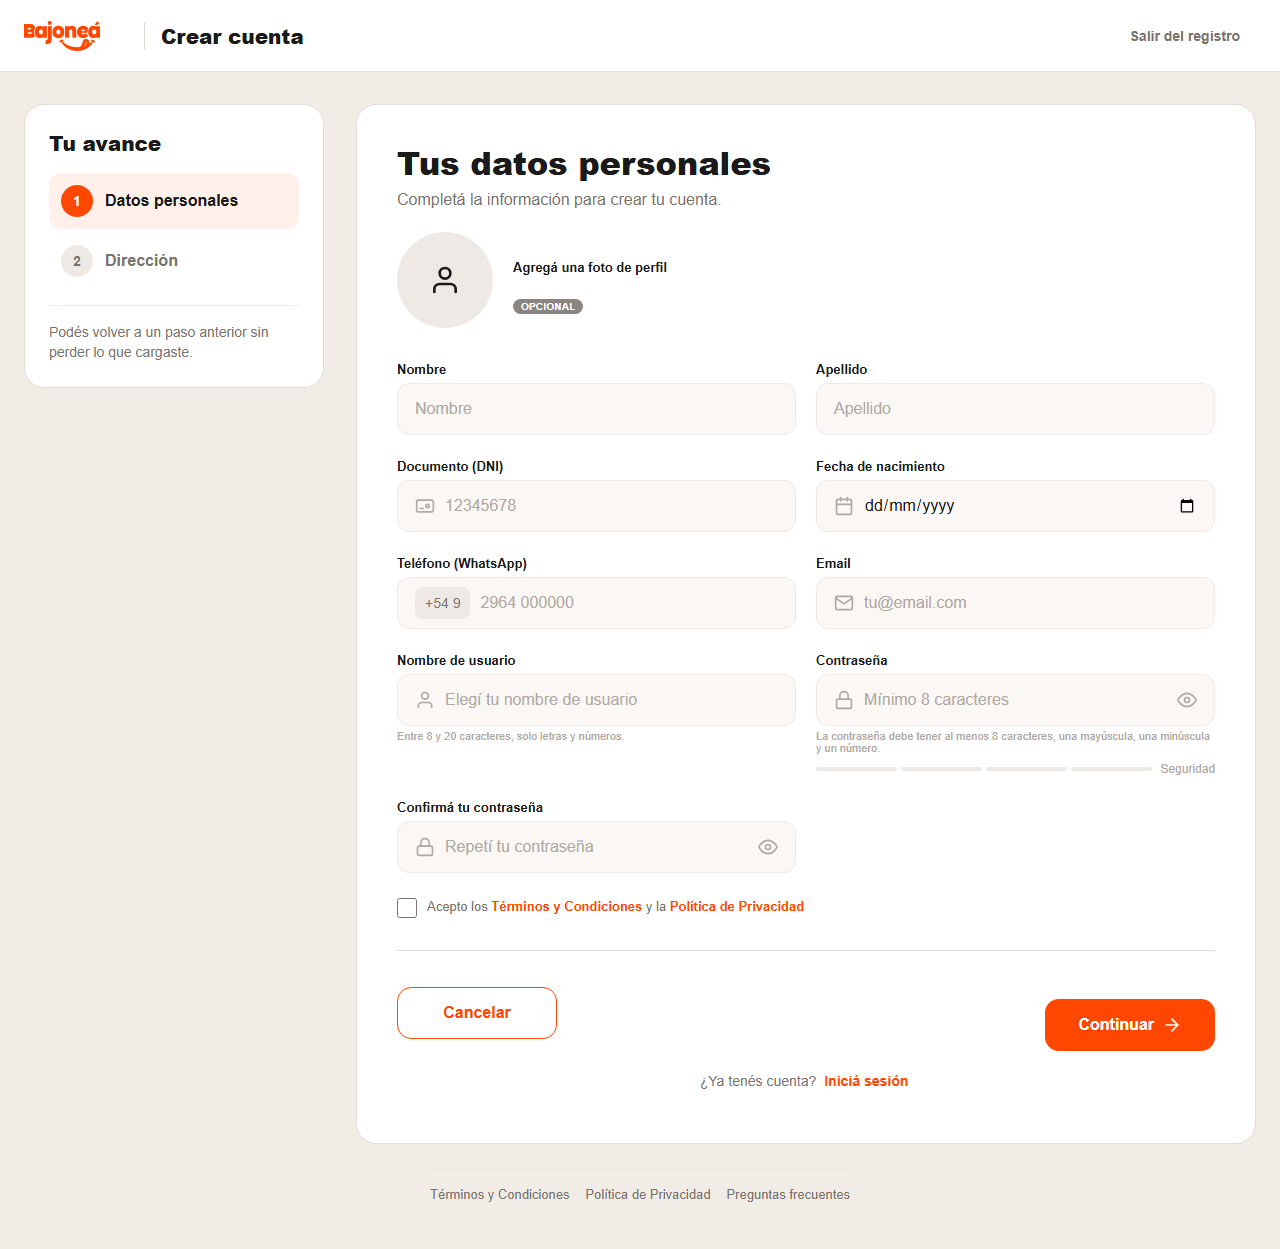 Bajoneá
Crear cuenta
Salir del registro
Tu avance
1 Datos personales
2 Dirección
Podés volver a un paso anterior sin
perder lo que cargaste.
Tus datos personales
Completá la información para crear tu cuenta.
Agregá una foto de perfil
OPCIONAL
Nombre
Nombre
Apellido
Apellido
Documento (DNI)
12345678
Fecha de nacimiento
dd/mm/yyyy
Teléfono (WhatsApp)
+54 9 2964 000000
Email
tu@email.com
Nombre de usuario
Elegí tu nombre de usuario
Entre 8 y 20 caracteres, solo letras y números.
Contraseña
Mínimo 8 caracteres
La contraseña debe tener al menos 8 caracteres, una mayúscula, una minúscula
y un número.
Seguridad
Confirmá tu contraseña
Repetí tu contraseña
Acepto los Términos y Condiciones y la Política de Privacidad
Cancelar
Continuar
¿Ya tenés cuenta? Iniciá sesión
Términos y Condiciones Política de Privacidad Preguntas frecuentes